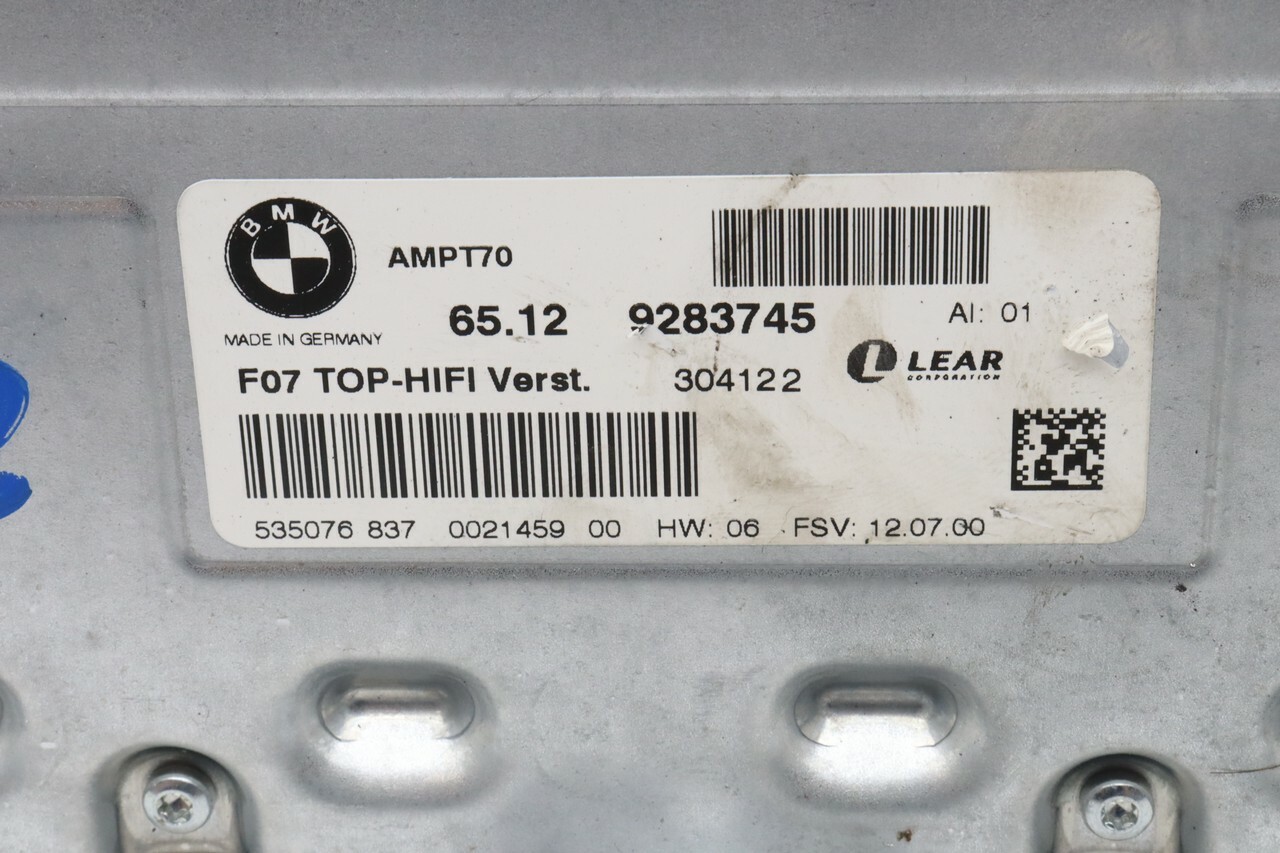 BMW
AMPT70
65.12 9283745 AI: 01
MADE IN GERMANY
F07 TOP-HIFI Verst. 304122 LEAR
CORPORATION
535076 837 0021459 00 HW: 06 FSV: 12.07.00